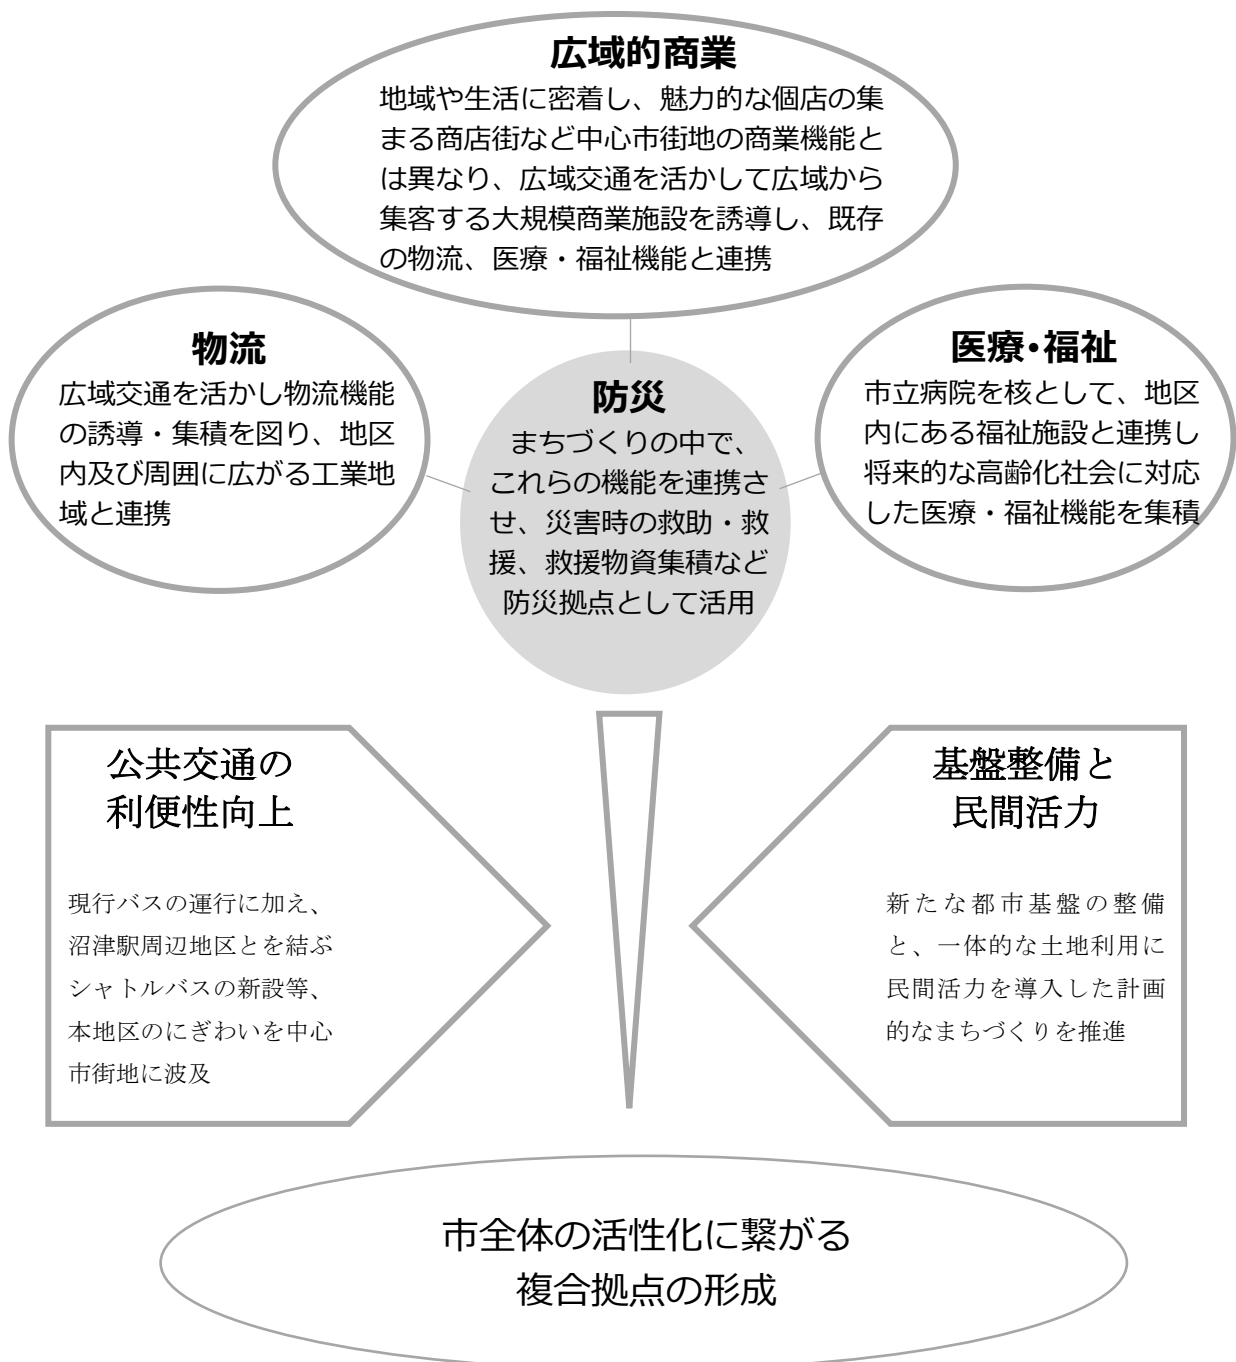 広域的商業
地域や生活に密着し、魅力的な個店の集
まる商店街など中心市街地の商業機能と
は異なり、広域交通を活かして広域から
集客する大規模商業施設を誘導し、既存
の物流、医療・福祉機能と連携
物流
広域交通を活かし物流機能
の誘導・集積を図り、地区
内及び周囲に広がる工業地
域と連携
防災
まちづくりの中で、
これらの機能を連携さ
せ、災害時の救助・救
援、救援物資集積など
防災拠点として活用
医療・福祉
市立病院を核として、地区
内にある福祉施設と連携し
将来的な高齢化社会に対応
した医療・福祉機能を集積
公共交通の
利便性向上
現行バスの運行に加え、
沼津駅周辺地区とを結ぶ
シャトルバスの新設等、
本地区のにぎわいを中心
市街地に波及
基盤整備と
民間活力
新たな都市基盤の整備
と、一体的な土地利用に
民間活力を導入した計画
的なまちづくりを推進
市全体の活性化に繋がる
複合拠点の形成